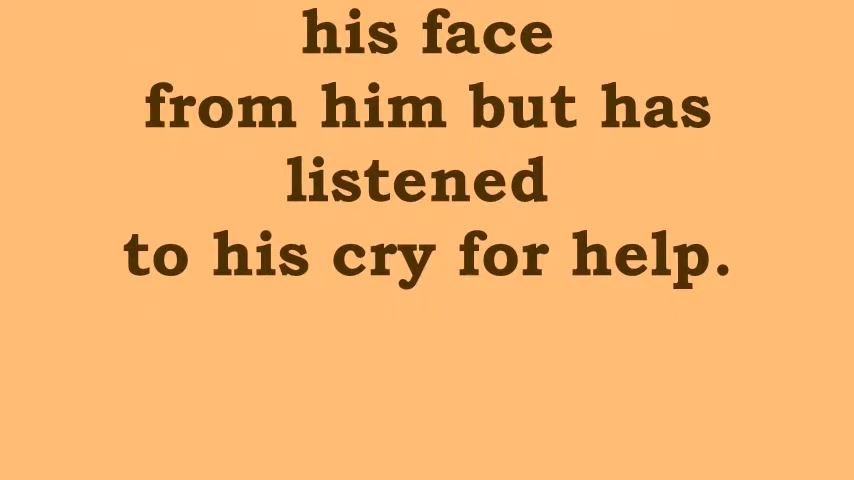 his face
from him but has
listened
to his cry for help.